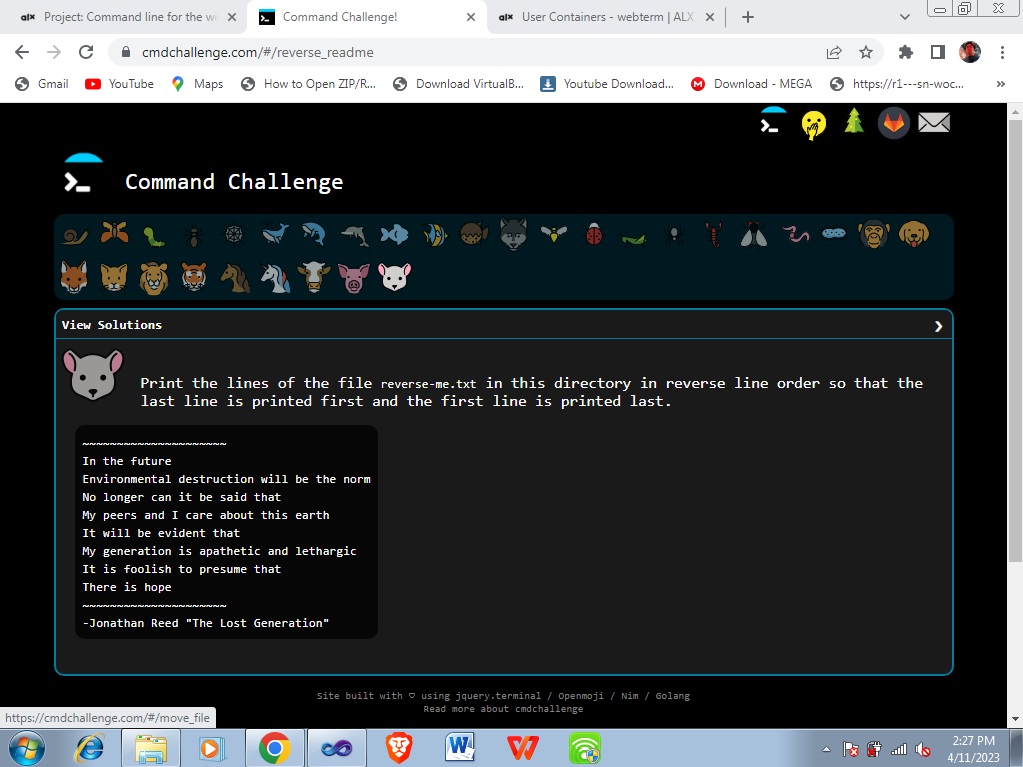 alx Project: Command line for the wi
Command Challenge!
alx User Containers - webterm | ALX
cmdchallenge.com/#/reverse_readme
Gmail YouTube Maps How to Open ZIP/R... Download VirtualB... Youtube Download... Download - MEGA https://r1---sn-woc... »
Command Challenge
View Solutions
Print the lines of the file reverse-me.txt in this directory in reverse line order so that the
last line is printed first and the first line is printed last.
~~~~~~~~~~~~~~~~~~~~~
In the future
Environmental destruction will be the norm
No longer can it be said that
My peers and I care about this earth
It will be evident that
My generation is apathetic and lethargic
It is foolish to presume that
There is hope
~~~~~~~~~~~~~~~~~~~~~
-Jonathan Reed "The Lost Generation"
Site built with ♡ using jquery.terminal / Openmoji / Nim / Golang
Read more about cmdchallenge
https://cmdchallenge.com/#/move_file
2:27 PM
4/11/2023